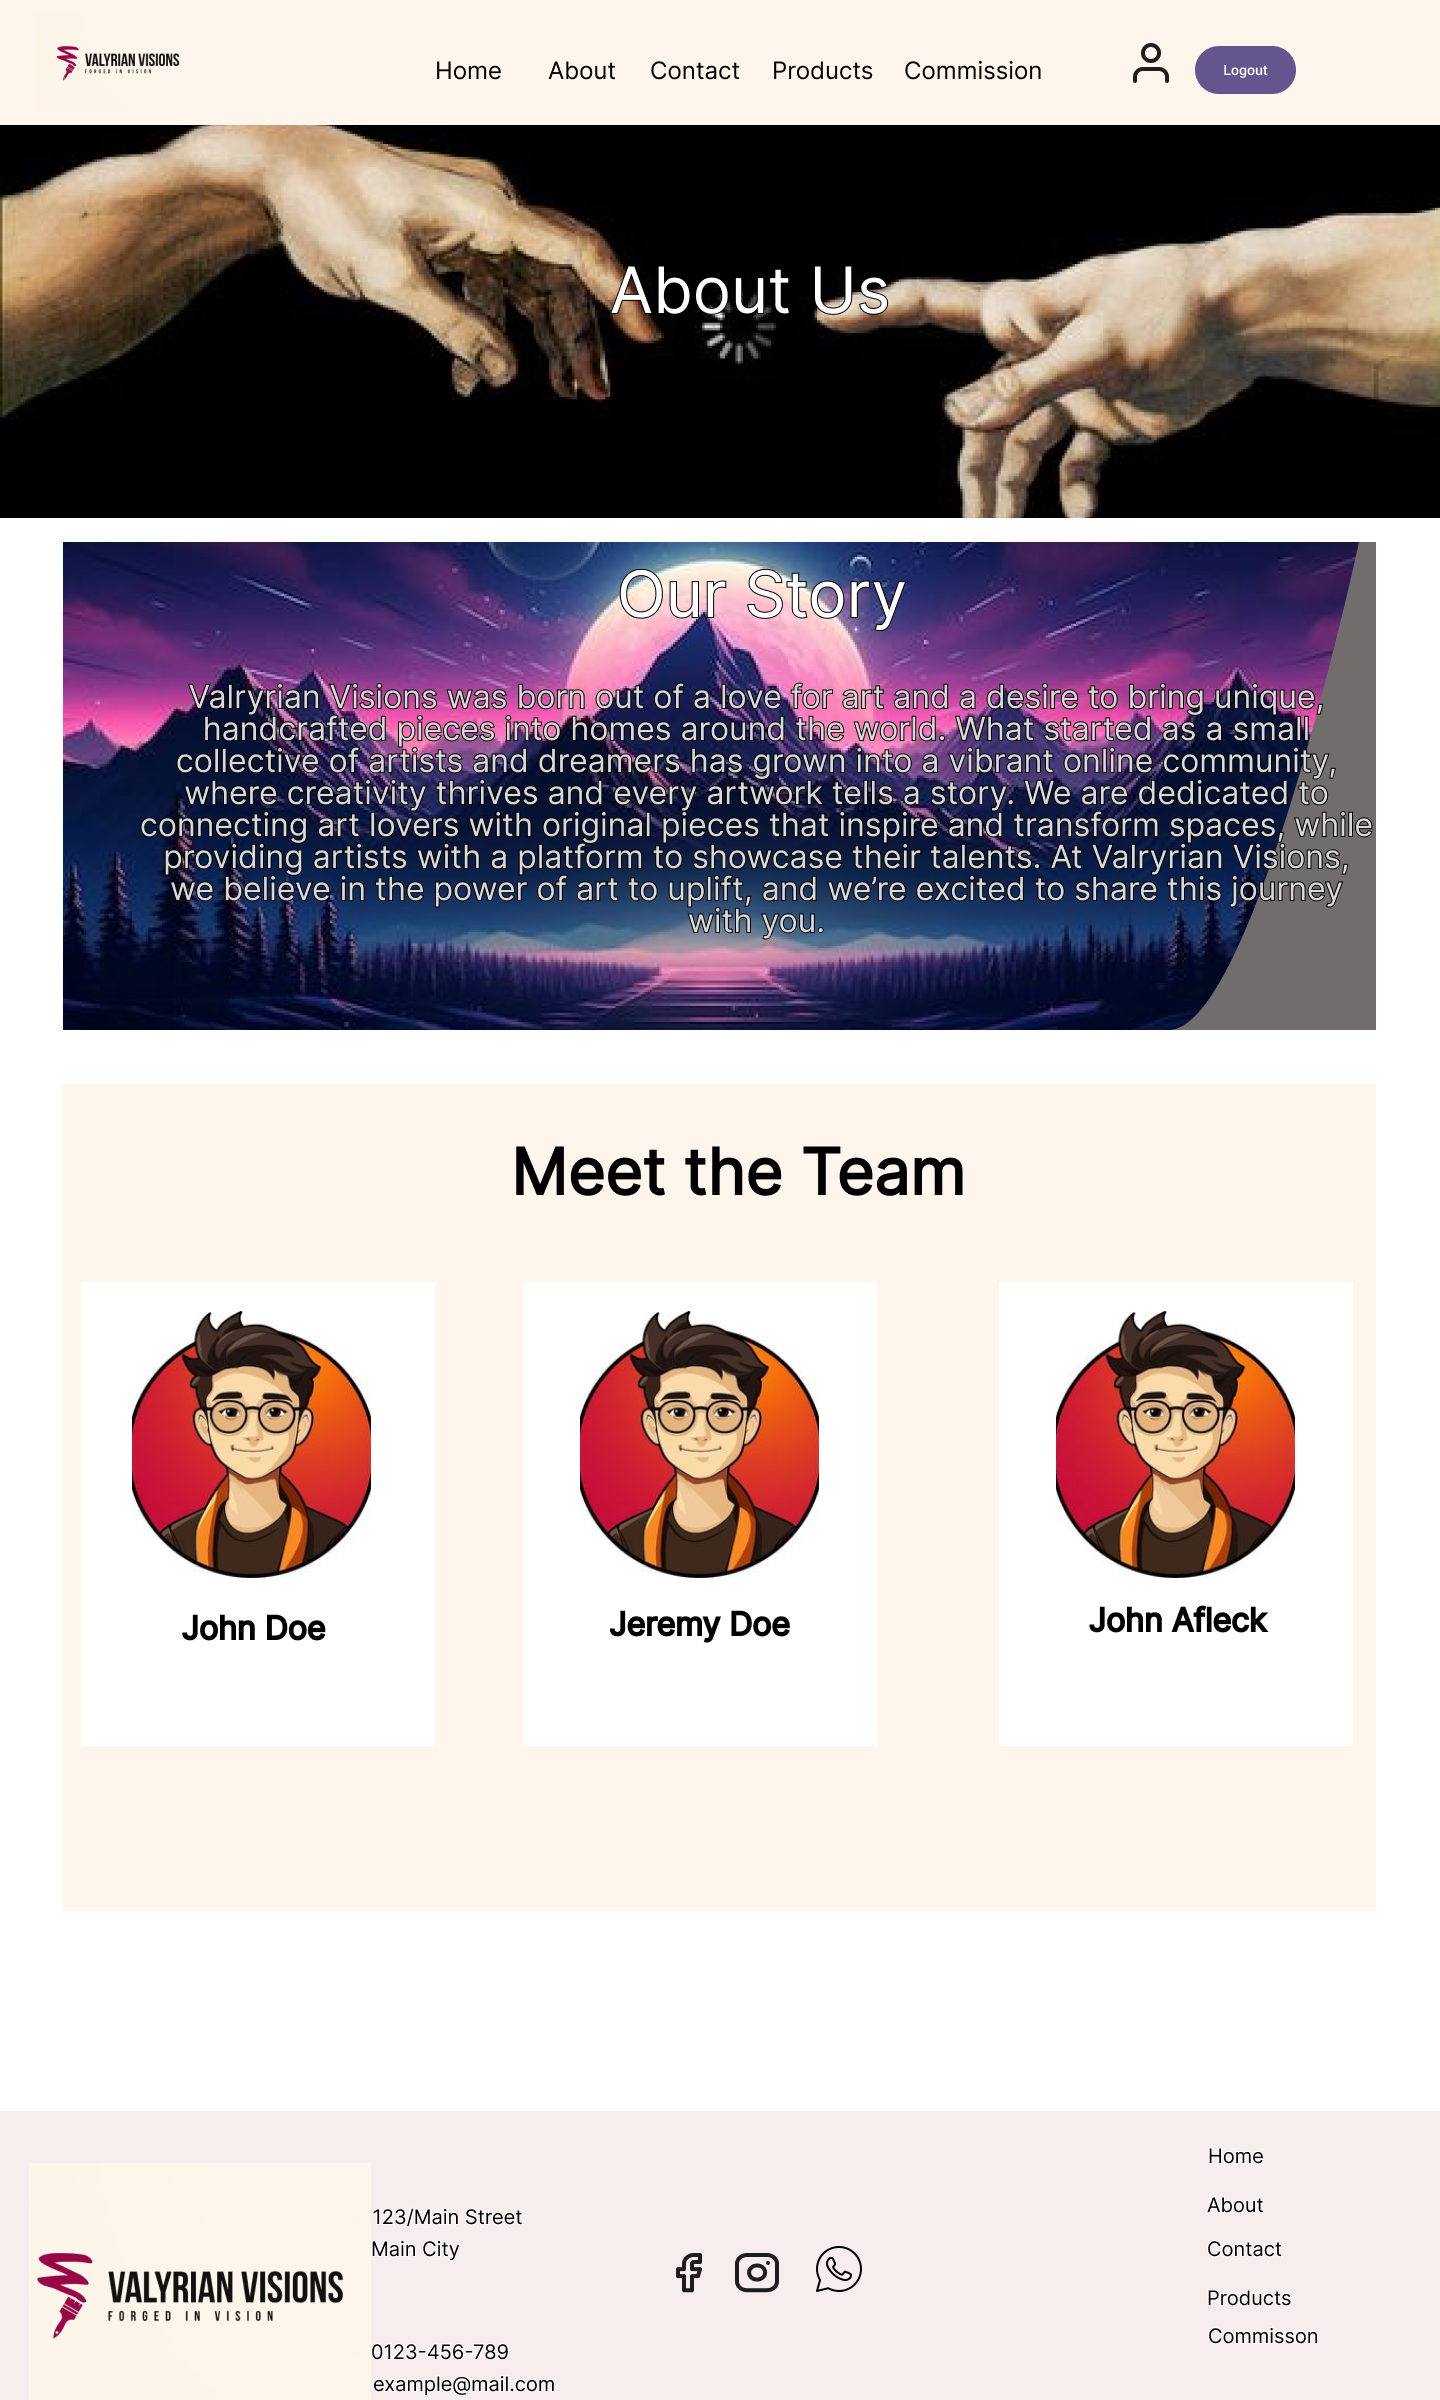 VALYRIAN VISIONS
FORGED IN VISION
Home About Contact Products Commission
Logout
About Us
Our Story
Valryrian Visions was born out of a love for art and a desire to bring unique,
handcrafted pieces into homes around the world. What started as a small
collective of artists and dreamers has grown into a vibrant online community,
where creativity thrives and every artwork tells a story. We are dedicated to
connecting art lovers with original pieces that inspire and transform spaces, while
providing artists with a platform to showcase their talents. At Valryrian Visions,
we believe in the power of art to uplift, and we’re excited to share this journey
with you.
Meet the Team
John Doe
Jeremy Doe
John Afleck
VALYRIAN VISIONS
FORGED IN VISION
123/Main Street
Main City
0123-456-789
example@mail.com
Home
About
Contact
Products
Commisson